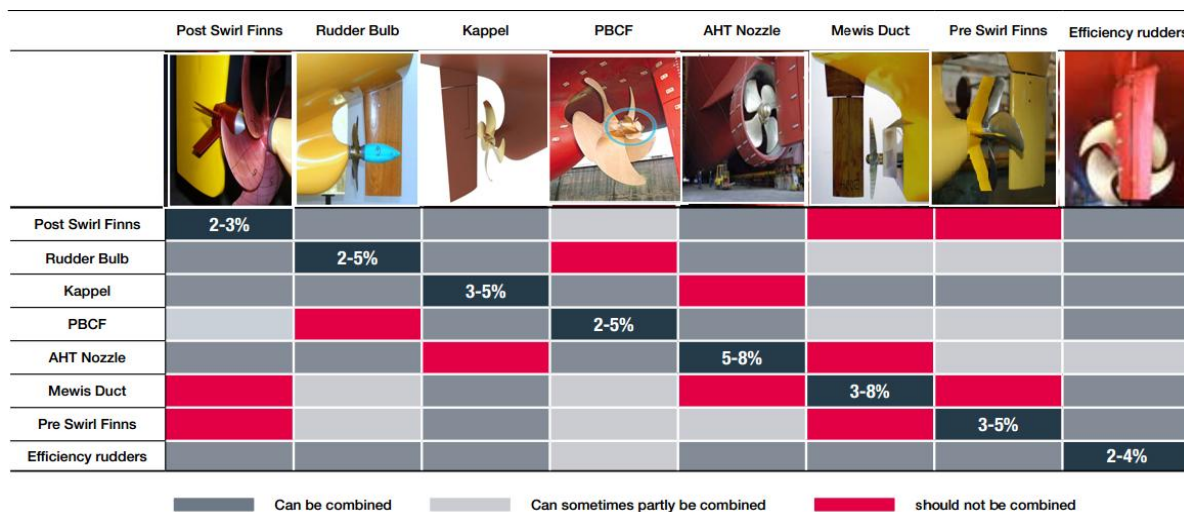 Post Swirl Finns Rudder Bulb Kappel PBCF AHT Nozzle Mewis Duct Pre Swirl Finns Efficiency rudders
Post Swirl Finns 2-3%
Rudder Bulb 2-5%
Kappel 3-5%
PBCF 2-5%
AHT Nozzle 5-8%
Mewis Duct 3-8%
Pre Swirl Finns 3-5%
Efficiency rudders 2-4%
Can be combined Can sometimes partly be combined should not be combined